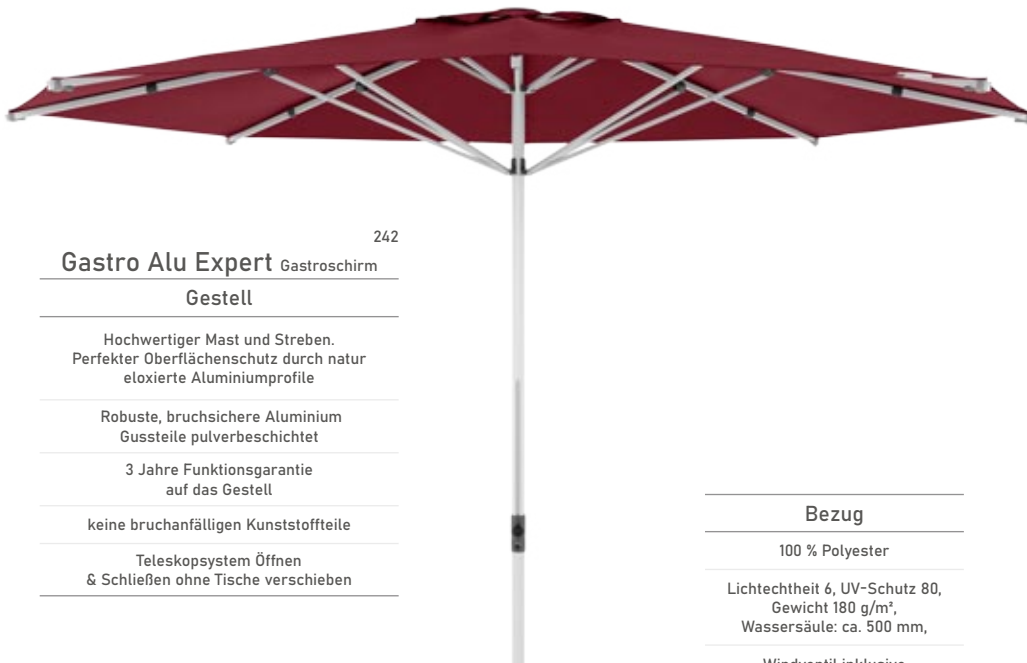 242
Gastro Alu Expert Gastroschirm
Gestell
Hochwertiger Mast und Streben.
Perfekter Oberflächenschutz durch natur
eloxierte Aluminiumprofile
Robuste, bruchsichere Aluminium
Gussteile pulverbeschichtet
3 Jahre Funktionsgarantie
auf das Gestell
keine bruchanfälligen Kunststoffteile
Teleskopsystem Öffnen
& Schließen ohne Tische verschieben
Bezug
100 % Polyester
Lichtechtheit 6, UV-Schutz 80,
Gewicht 180 g/m²,
Wassersäule: ca. 500 mm,
Windventil inklusive